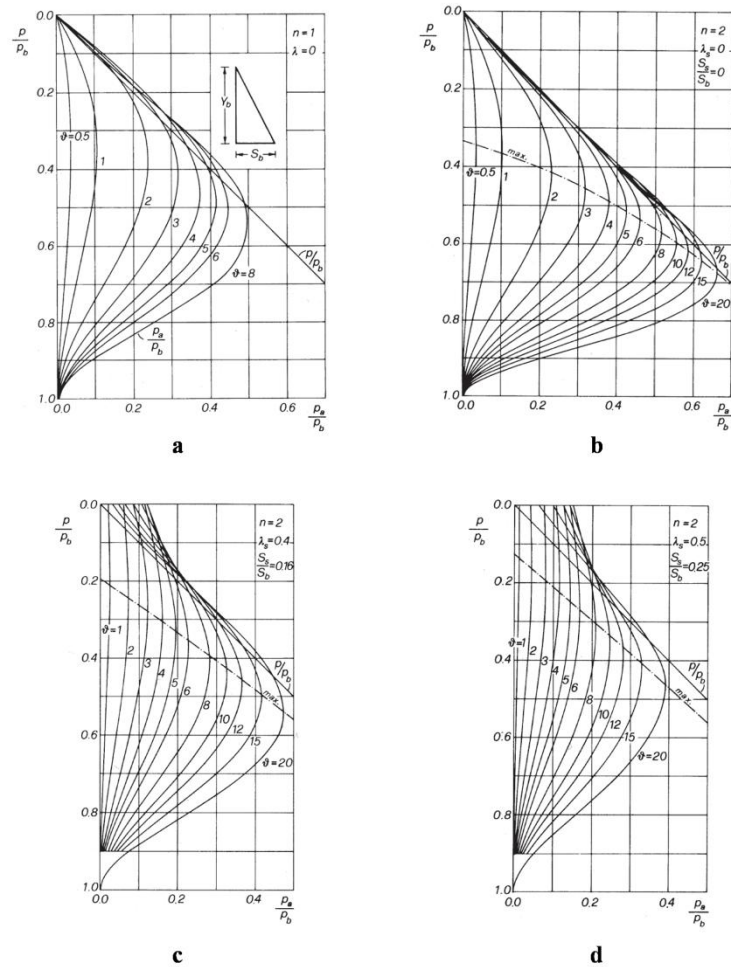 0.0
p/p_b
0.2
0.4
0.6
0.8
1.0
n=1
λ=0
Y_b
S_b
ϑ=0.5
1
2
3
4
5
6
ϑ=8
p/p_b
p_a/p_b
0.0 0.2 0.4 0.6 p_a/p_b
a
0.0
p/p_b
0.2
0.4
0.6
0.8
1.0
n=2
λ_s=0
S_s/S_b=0
max.
ϑ=0.5
1
2
3
4
5
6
8
10
12
15
ϑ=20
p/p_b
0.0 0.2 0.4 0.6 p_a/p_b
b
0.0
p/p_b
0.2
0.4
0.6
0.8
1.0
n=2
λ_s=0.4
S_s/S_b=0.16
ϑ=1
2
3
4
5
6
8
10
12
15
ϑ=20
p/p_b
max.
0.0 0.2 0.4 p_a/p_b
c
0.0
p/p_b
0.2
0.4
0.6
0.8
1.0
n=2
λ_s=0.5
S_s/S_b=0.25
ϑ=1
2
3
4
5
6
8
10
12
15
ϑ=20
p/p_b
max.
0.0 0.2 0.4 p_a/p_b
d